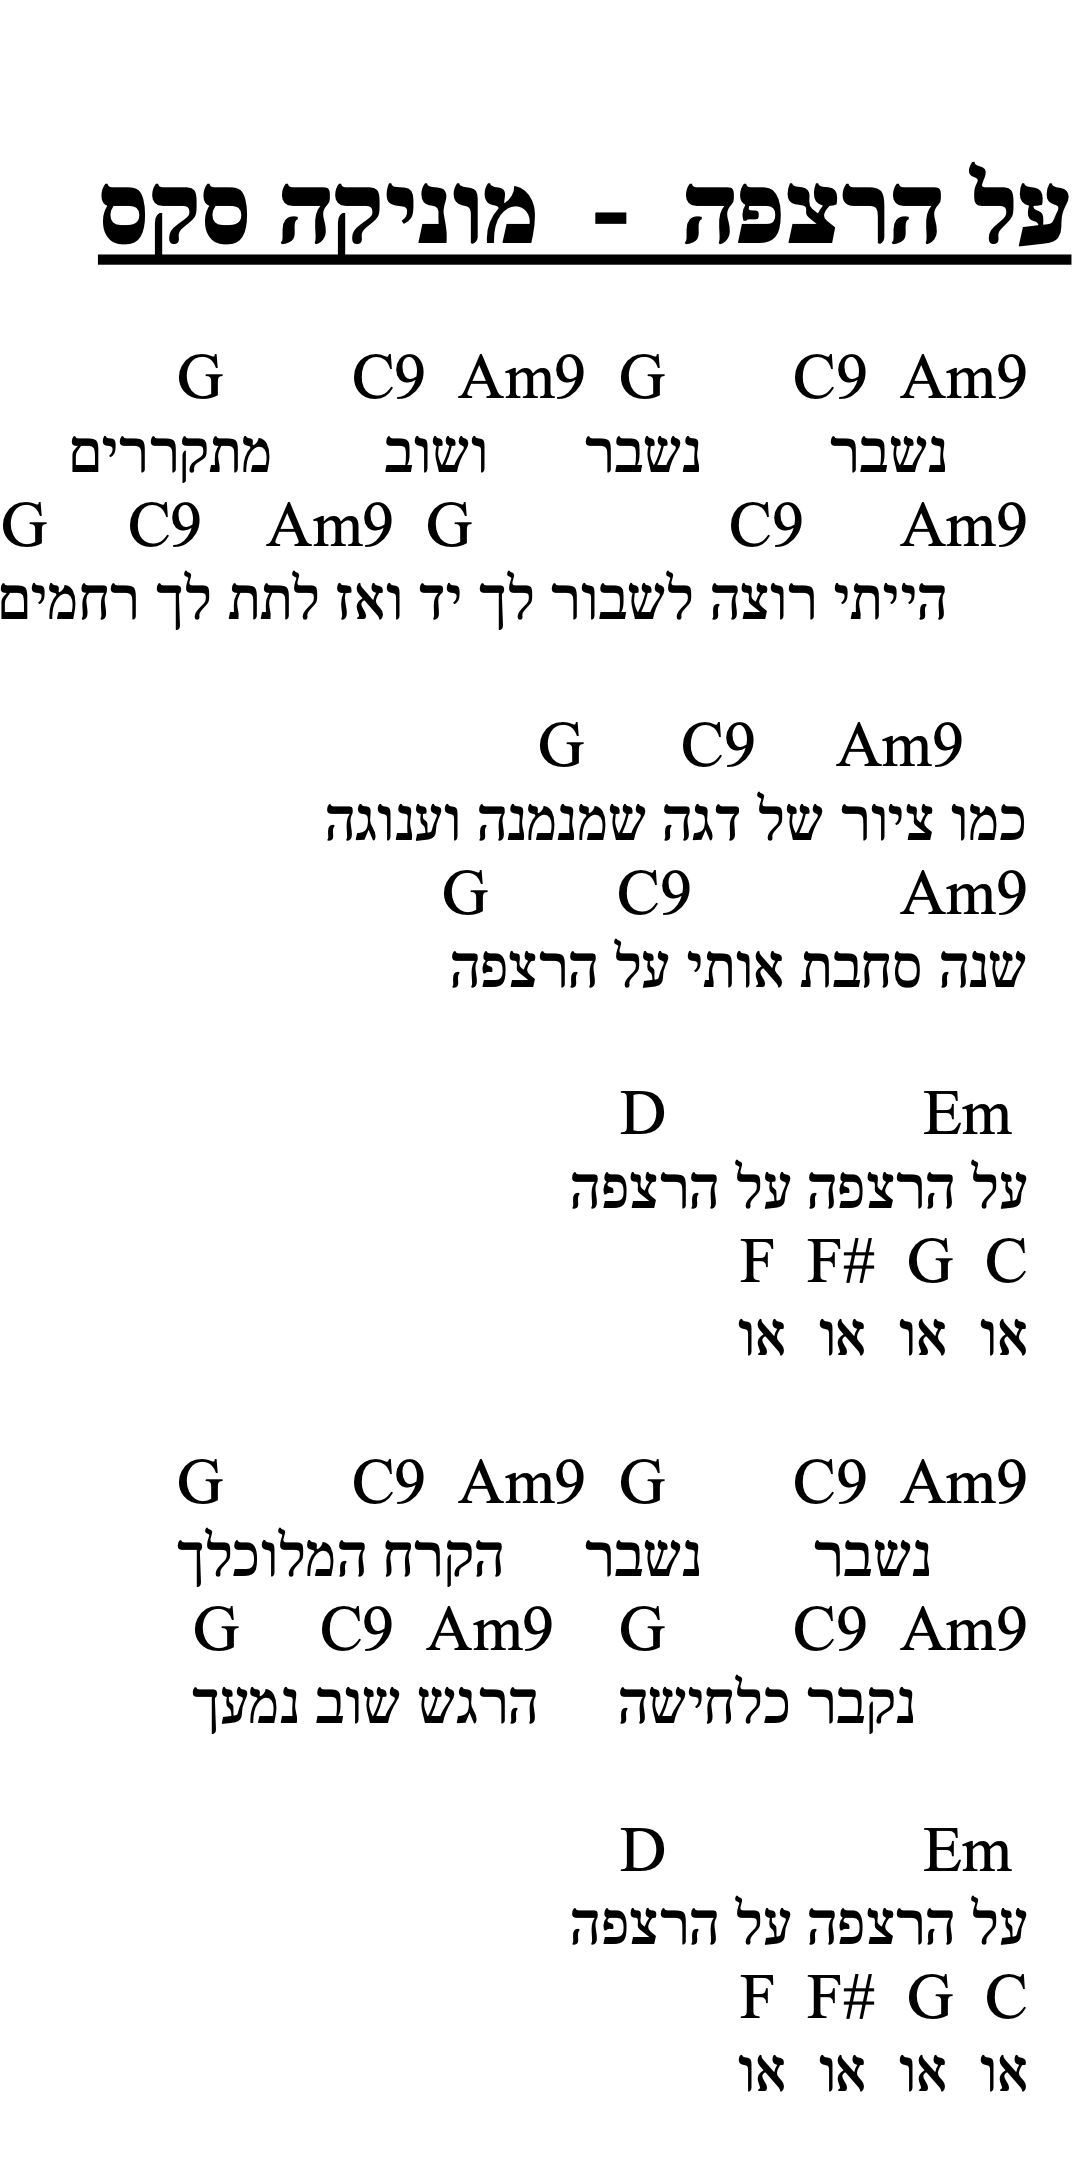 על הרצפה - מוניקה סקס
G C9 Am9 G C9 Am9
נשבר נשבר ושוב מתקררים
G C9 Am9 G C9 Am9
הייתי רוצה לשבור לך יד ואז לתת לך רחמים
G C9 Am9
כמו ציור של דגה שמנמנה וענוגה
G C9 Am9
שנה סחבת אותי על הרצפה
D Em
על הרצפה על הרצפה
F F# G C
או או או או
G C9 Am9 G C9 Am9
נשבר נשבר הקרח המלוכלך
G C9 Am9 G C9 Am9
נקבר כלחישה הרגש שוב נמעך
D Em
על הרצפה על הרצפה
F F# G C
או או או או